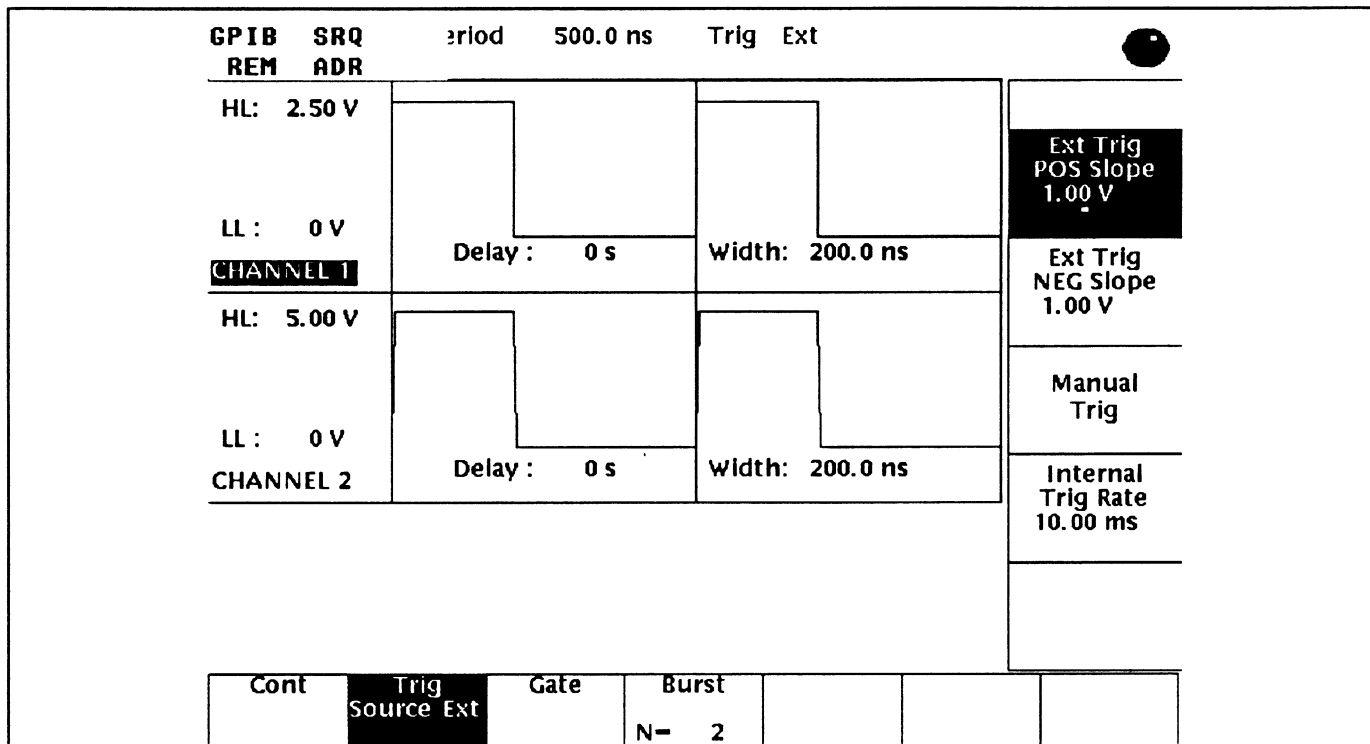 GPIB SRQ eriod 500.0 ns Trig Ext
REM ADR
HL: 2.50 V
LL : 0 V
Delay : 0 s Width: 200.0 ns
CHANNEL 1
HL: 5.00 V
LL : 0 V
Delay : 0 s Width: 200.0 ns
CHANNEL 2
Ext Trig
POS Slope
1.00 V
Ext Trig
NEG Slope
1.00 V
Manual
Trig
Internal
Trig Rate
10.00 ms
Cont
Trig
Source Ext
Gate
Burst
N= 2